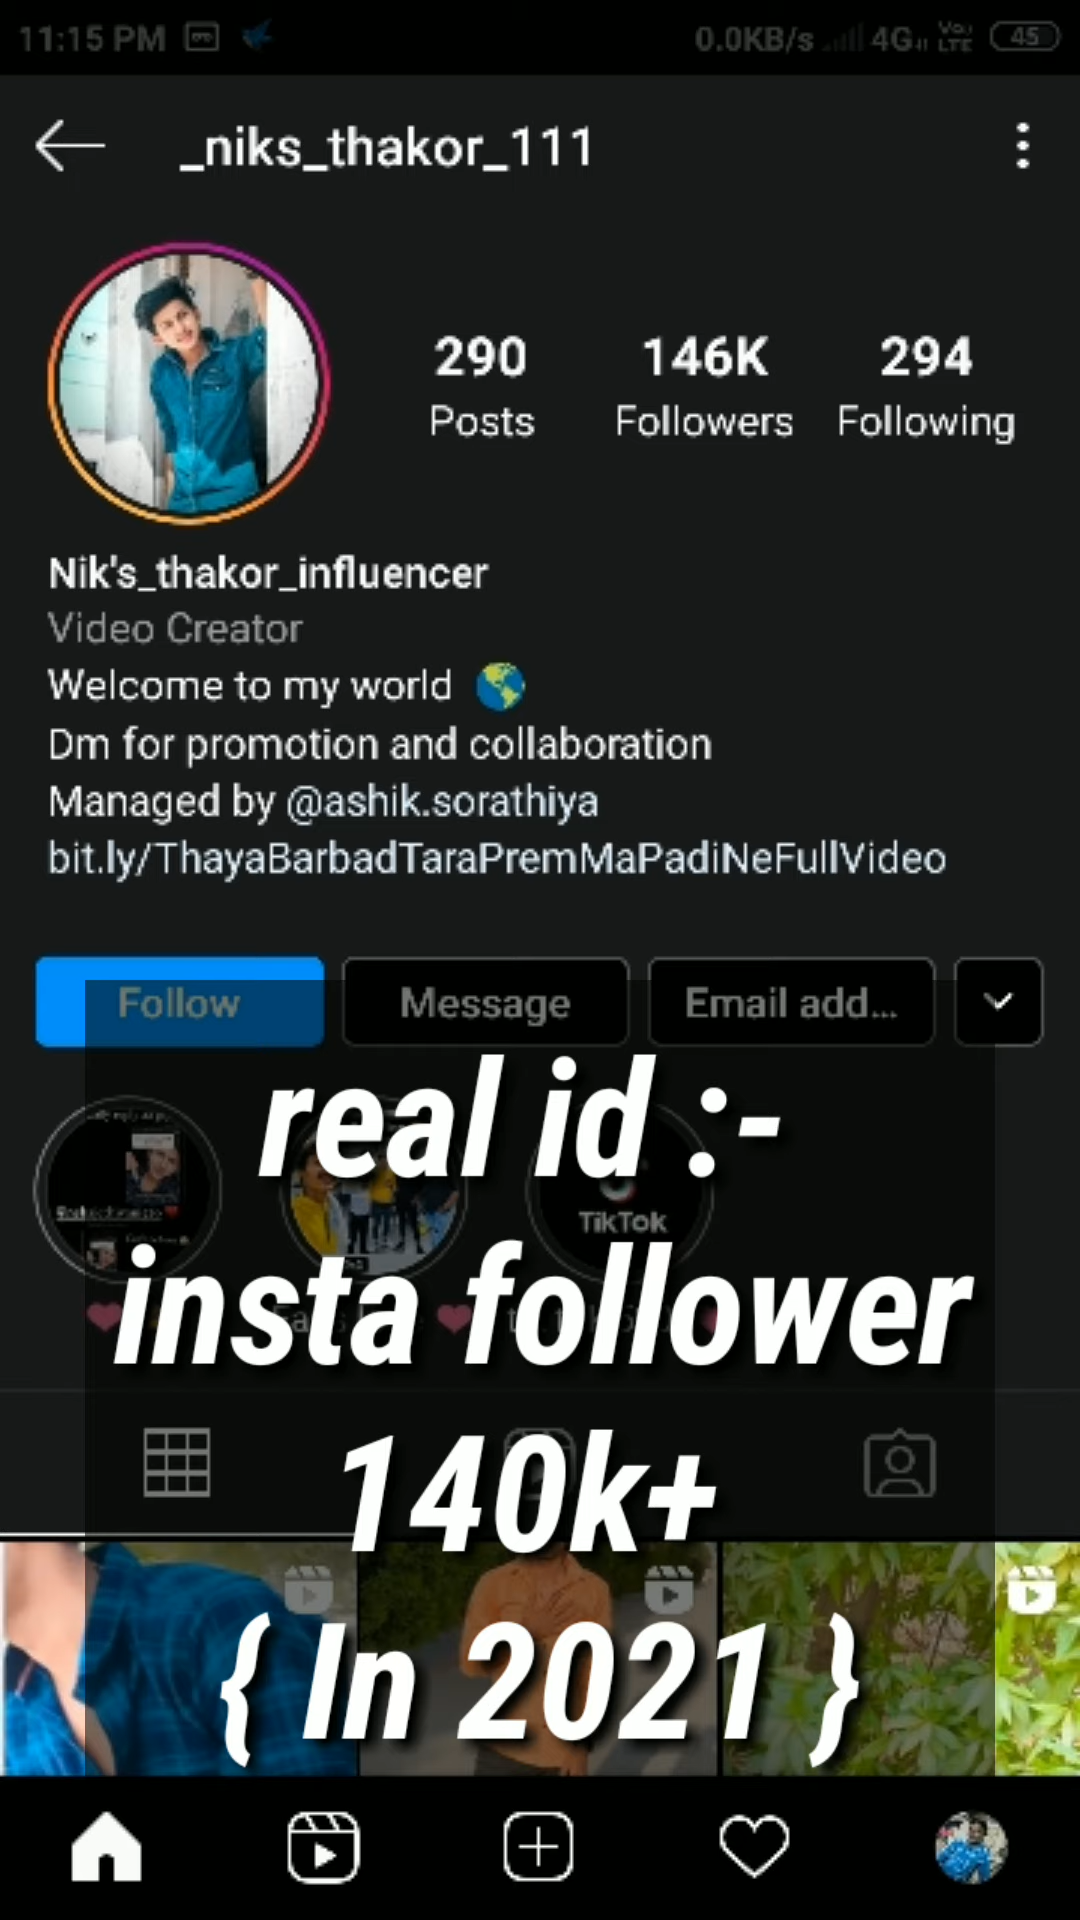 11:15 PM
0.0KB/s 4G Vo) LTE 45
_niks_thakor_111
290 146K 294
Posts Followers Following
Nik's_thakor_influencer
Video Creator
Welcome to my world 🌎
Dm for promotion and collaboration
Managed by @ashik.sorathiya
bit.ly/ThayaBarbadTaraPremMaPadiNeFullVideo
Follow Message Email add...
real id :-
TikTok
insta follower
140k+
{ In 2021 }